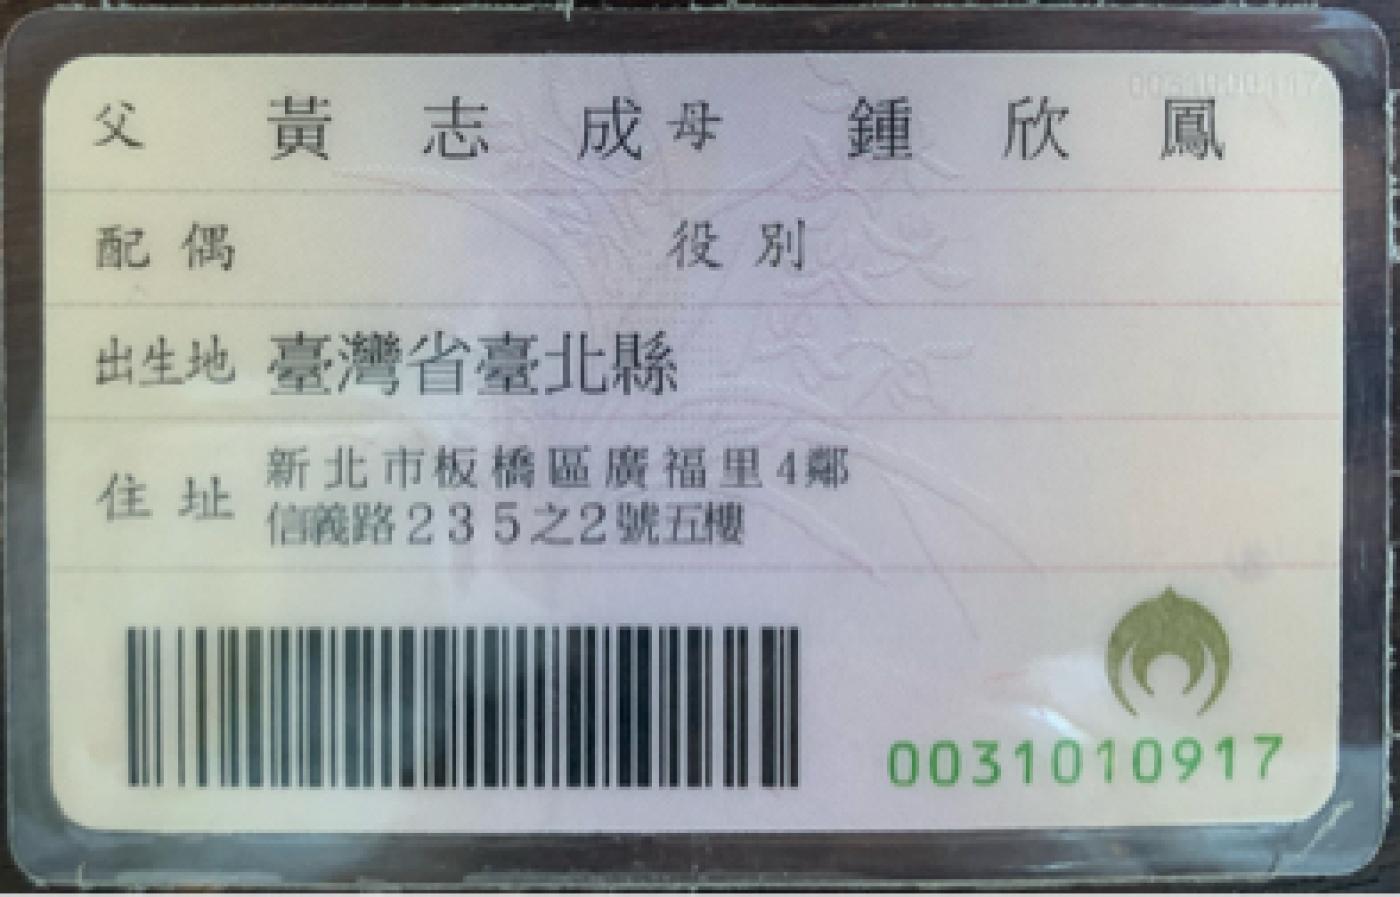 父 黃志成 母 鍾欣鳳
配偶 役別
出生地 臺灣省臺北縣
住址 新北市板橋區廣福里4鄰
信義路235之2號五樓
0031010917